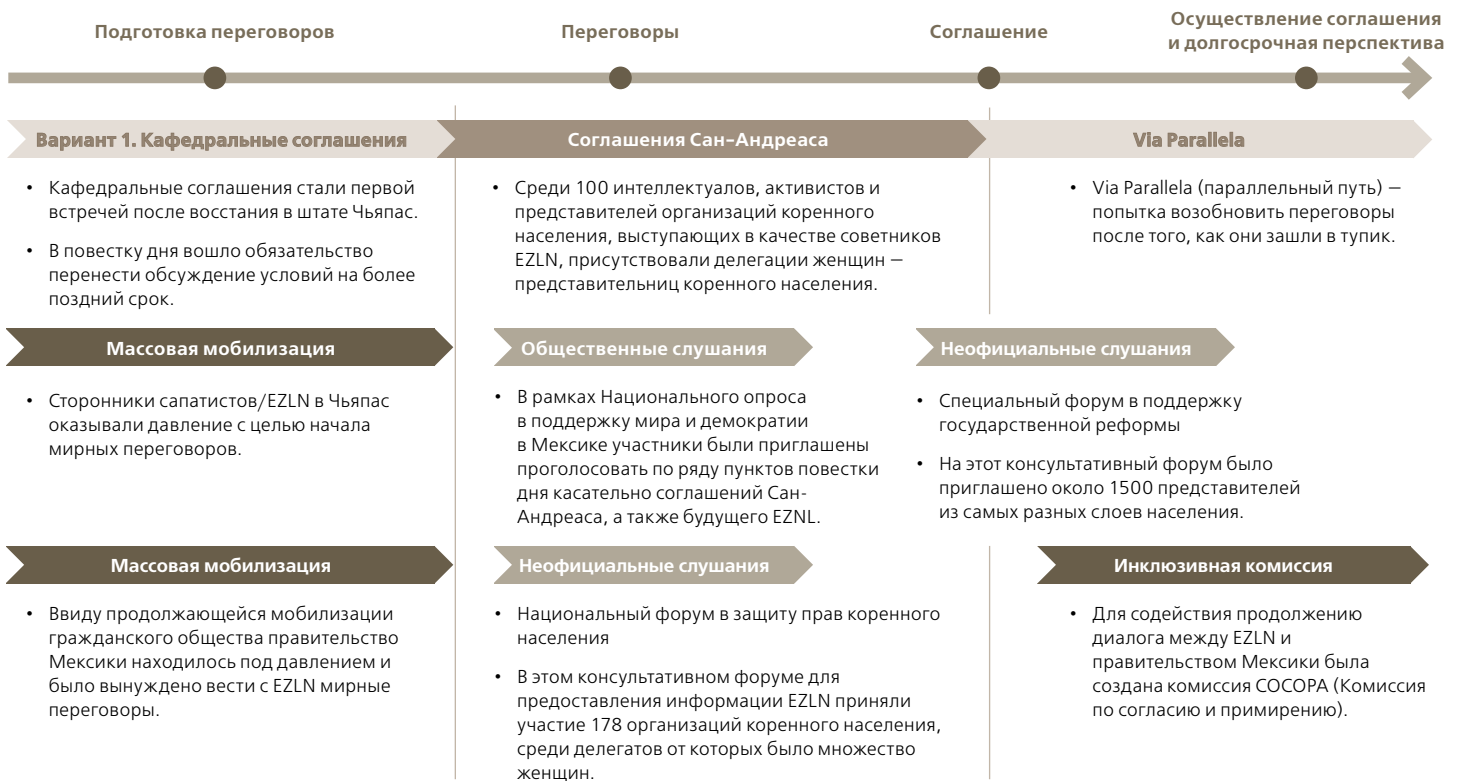 Подготовка переговоров
Переговоры
Соглашение
Осуществление соглашения
и долгосрочная перспектива
Вариант 1. Кафедральные соглашения
Соглашения Сан-Андреаса
Via Parallela
• Кафедральные соглашения стали первой
встречей после восстания в штате Чьяпас.
• В повестку дня вошло обязательство
перенести обсуждение условий на более
поздний срок.
• Среди 100 интеллектуалов, активистов и
представителей организаций коренного
населения, выступающих в качестве советников
EZLN, присутствовали делегации женщин —
представительниц коренного населения.
• Via Parallela (параллельный путь) —
попытка возобновить переговоры
после того, как они зашли в тупик.
Массовая мобилизация
Общественные слушания
Неофициальные слушания
• Сторонники сапатистов/EZLN в Чьяпас
оказывали давление с целью начала
мирных переговоров.
• В рамках Национального опроса
в поддержку мира и демократии
в Мексике участники были приглашены
проголосовать по ряду пунктов повестки
дня касательно соглашений Сан-
Андреаса, а также будущего EZNL.
• Специальный форум в поддержку
государственной реформы
• На этот консультативный форум было
приглашено около 1500 представителей
из самых разных слоев населения.
Массовая мобилизация
Неофициальные слушания
Инклюзивная комиссия
• Ввиду продолжающейся мобилизации
гражданского общества правительство
Мексики находилось под давлением и
было вынуждено вести с EZLN мирные
переговоры.
• Национальный форум в защиту прав коренного
населения
• В этом консультативном форуме для
предоставления информации EZLN приняли
участие 178 организаций коренного населения,
среди делегатов от которых было множество
женщин.
• Для содействия продолжению
диалога между EZLN и
правительством Мексики была
создана комиссия COCOPA (Комиссия
по согласию и примирению).